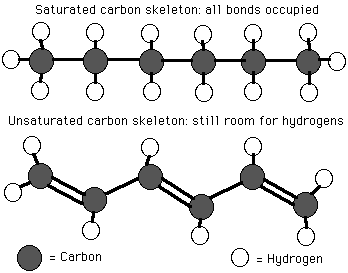 Saturated carbon skeleton: all bonds occupied
Unsaturated carbon skeleton: still room for hydrogens
= Carbon
= Hydrogen